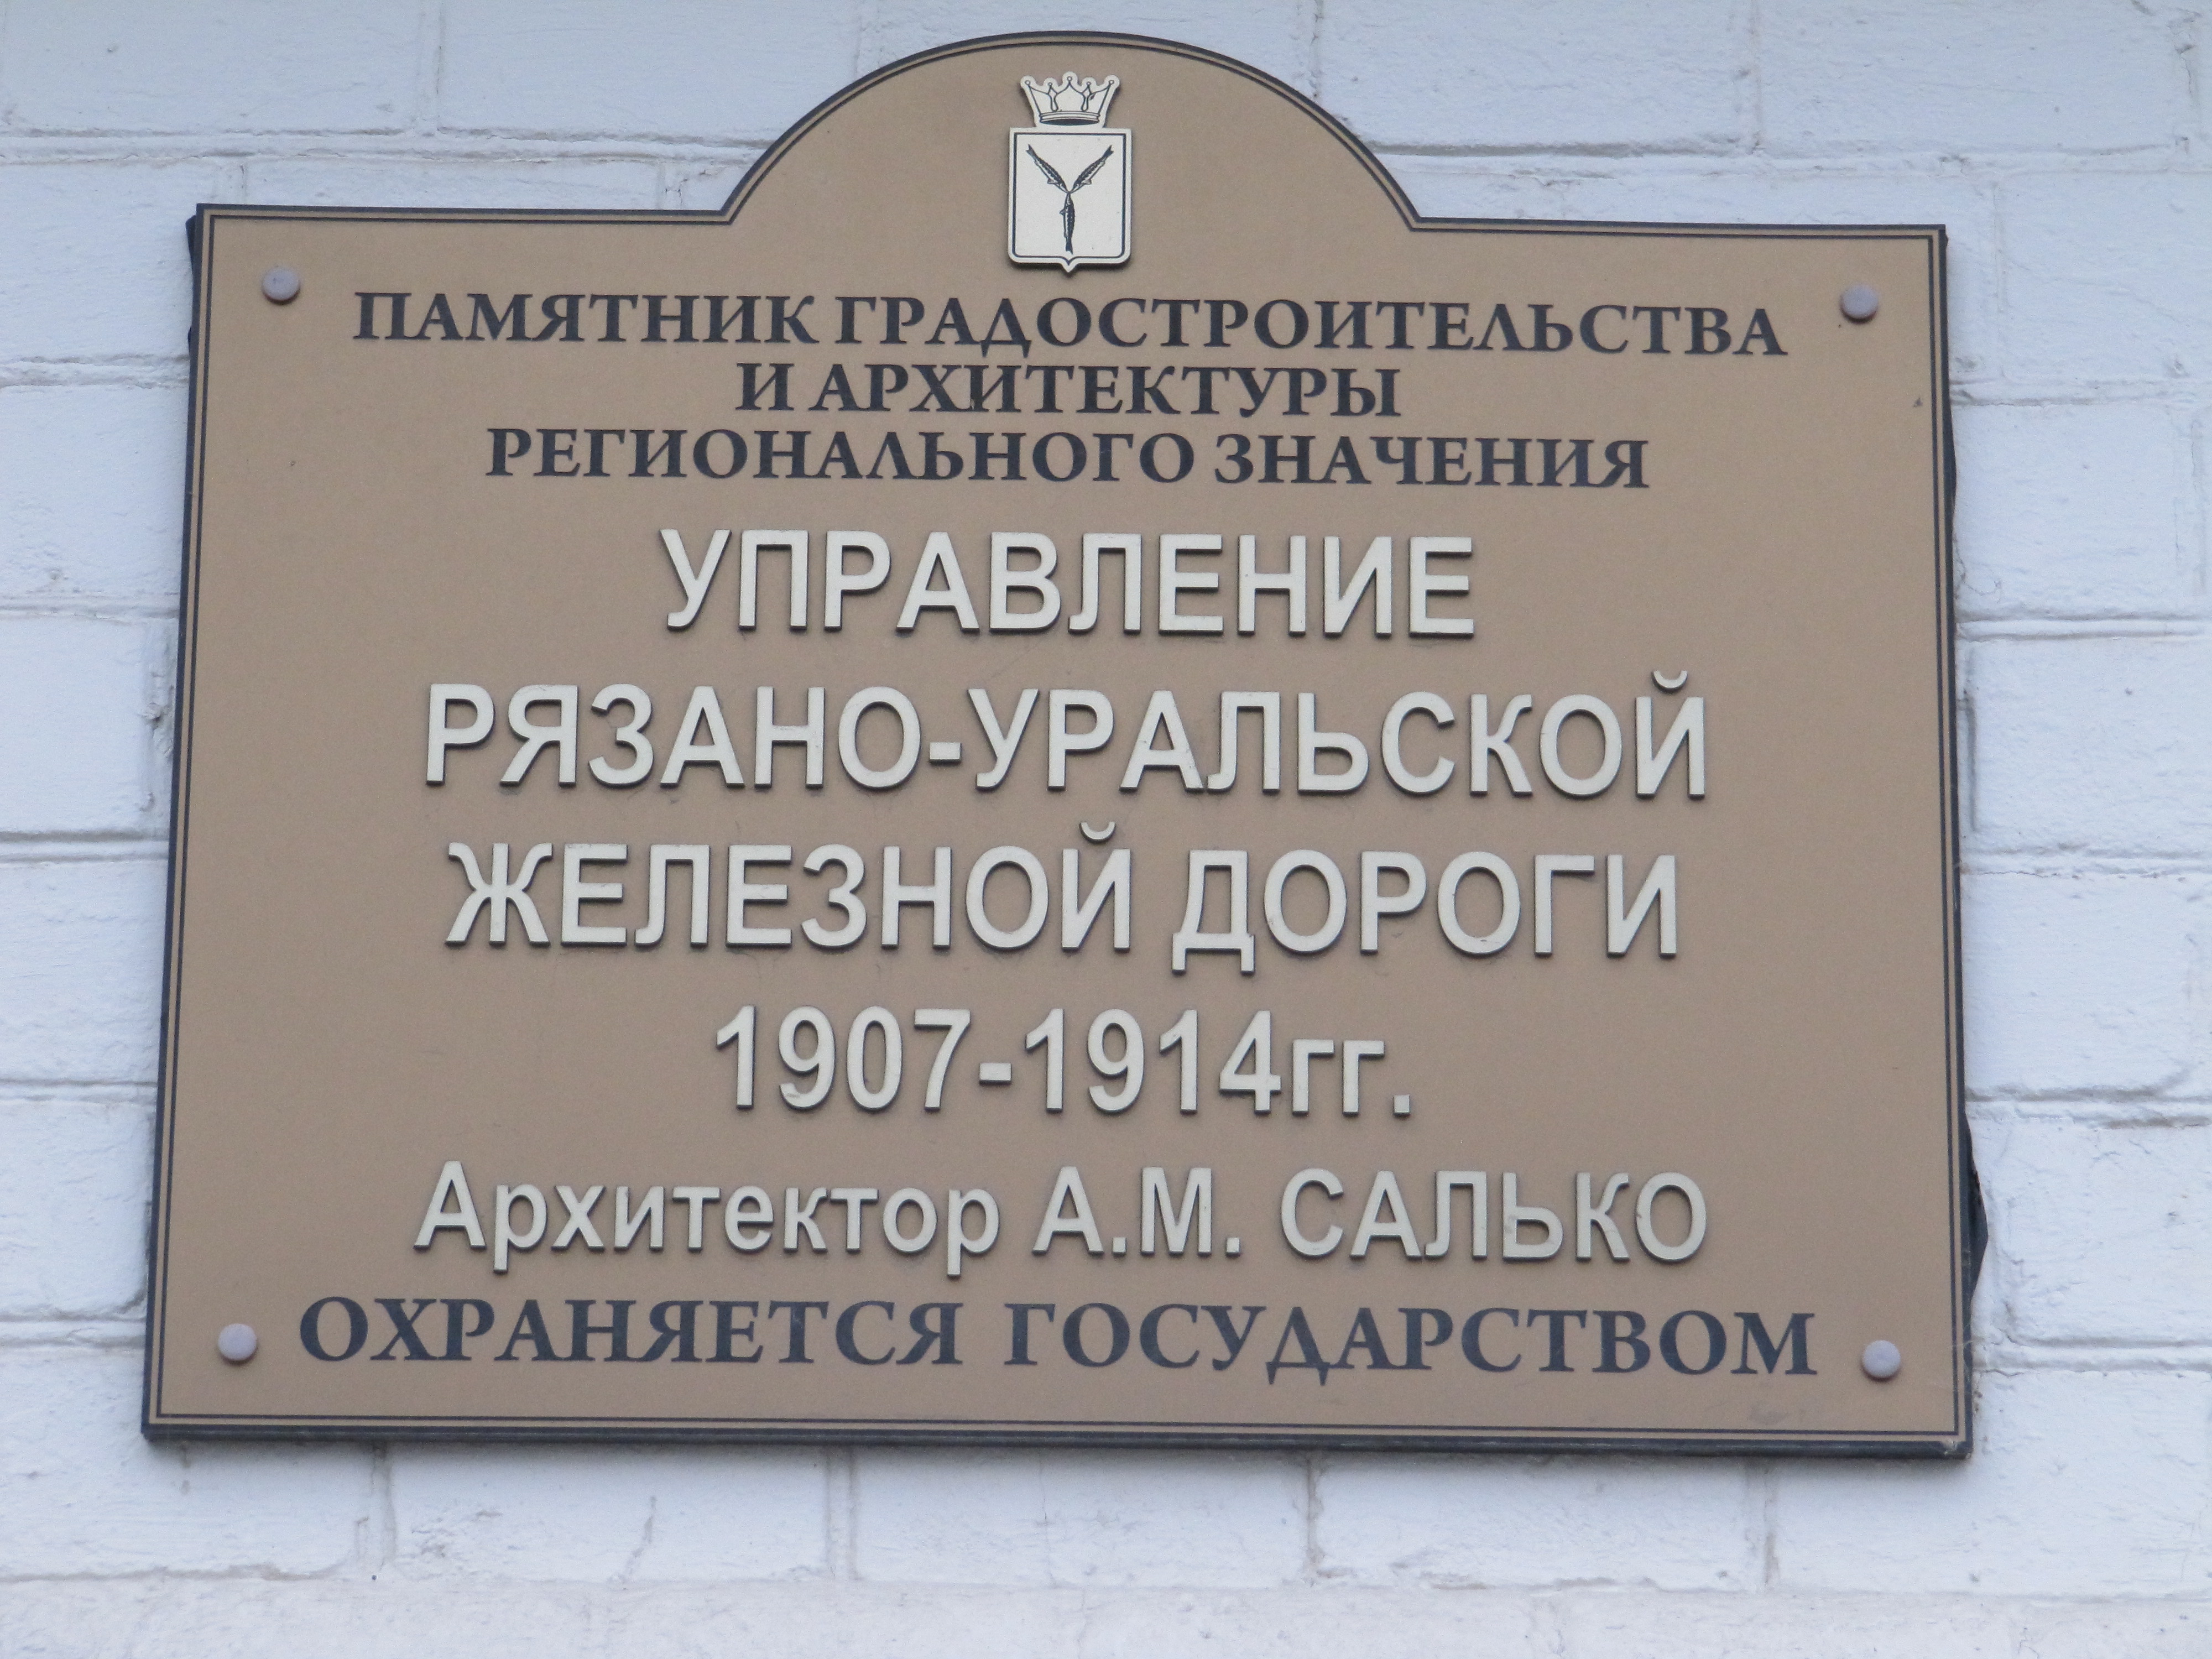 ПАМЯТНИК ГРАДОСТРОИТЕЛЬСТВА
И АРХИТЕКТУРЫ
РЕГИОНАЛЬНОГО ЗНАЧЕНИЯ
УПРАВЛЕНИЕ
РЯЗАНО-УРАЛЬСКОЙ
ЖЕЛЕЗНОЙ ДОРОГИ
1907-1914гг.
Архитектор А.М. САЛЬКО
ОХРАНЯЕТСЯ ГОСУДАРСТВОМ